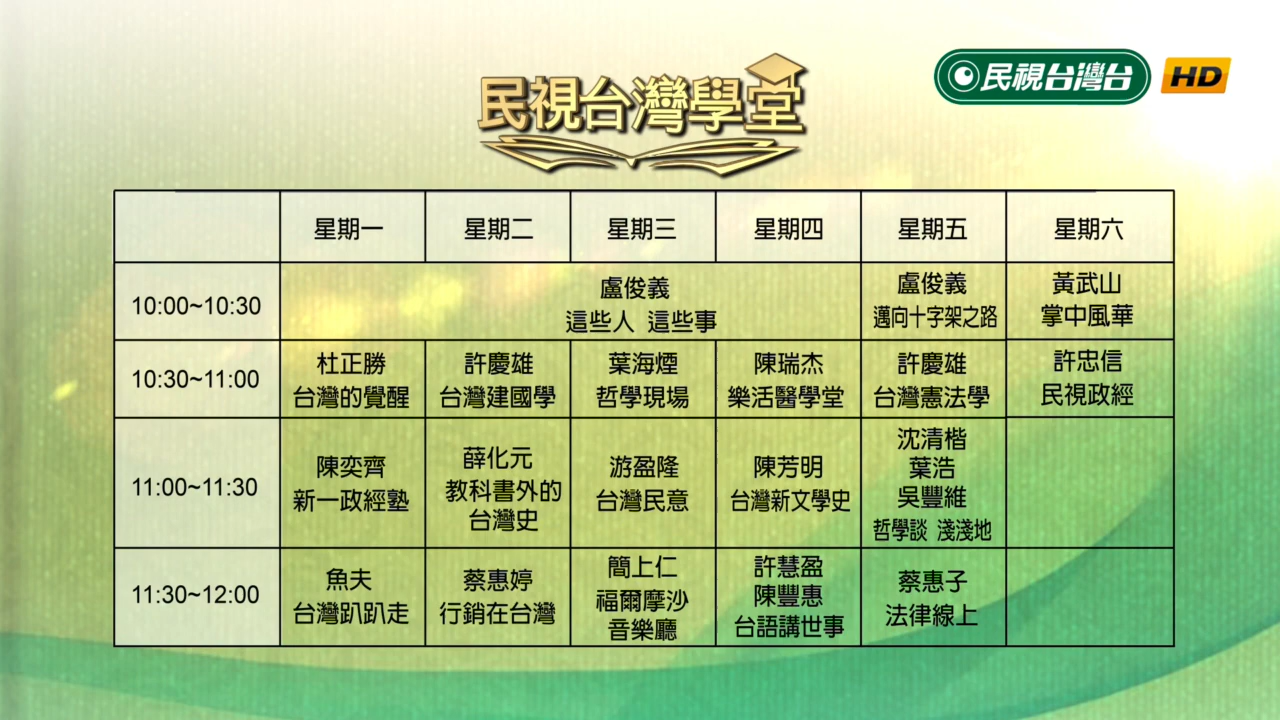 民視台灣學堂
民視台灣台 HD
星期一 星期二 星期三 星期四 星期五 星期六
10:00~10:30
盧俊義
這些人 這些事
盧俊義
邁向十字架之路
黃武山
掌中風華
10:30~11:00
杜正勝
台灣的覺醒
許慶雄
台灣建國學
葉海煙
哲學現場
陳瑞杰
樂活醫學堂
許慶雄
台灣憲法學
許忠信
民視政經
11:00~11:30
陳奕齊
新一政經塾
薛化元
教科書外的
台灣史
游盈隆
台灣民意
陳芳明
台灣新文學史
沈清楷
葉浩
吳豐維
哲學談 淺淺地
11:30~12:00
魚夫
台灣趴趴走
蔡惠婷
行銷在台灣
簡上仁
福爾摩沙
音樂廳
許慧盈
陳豐惠
台語講世事
蔡惠子
法律線上